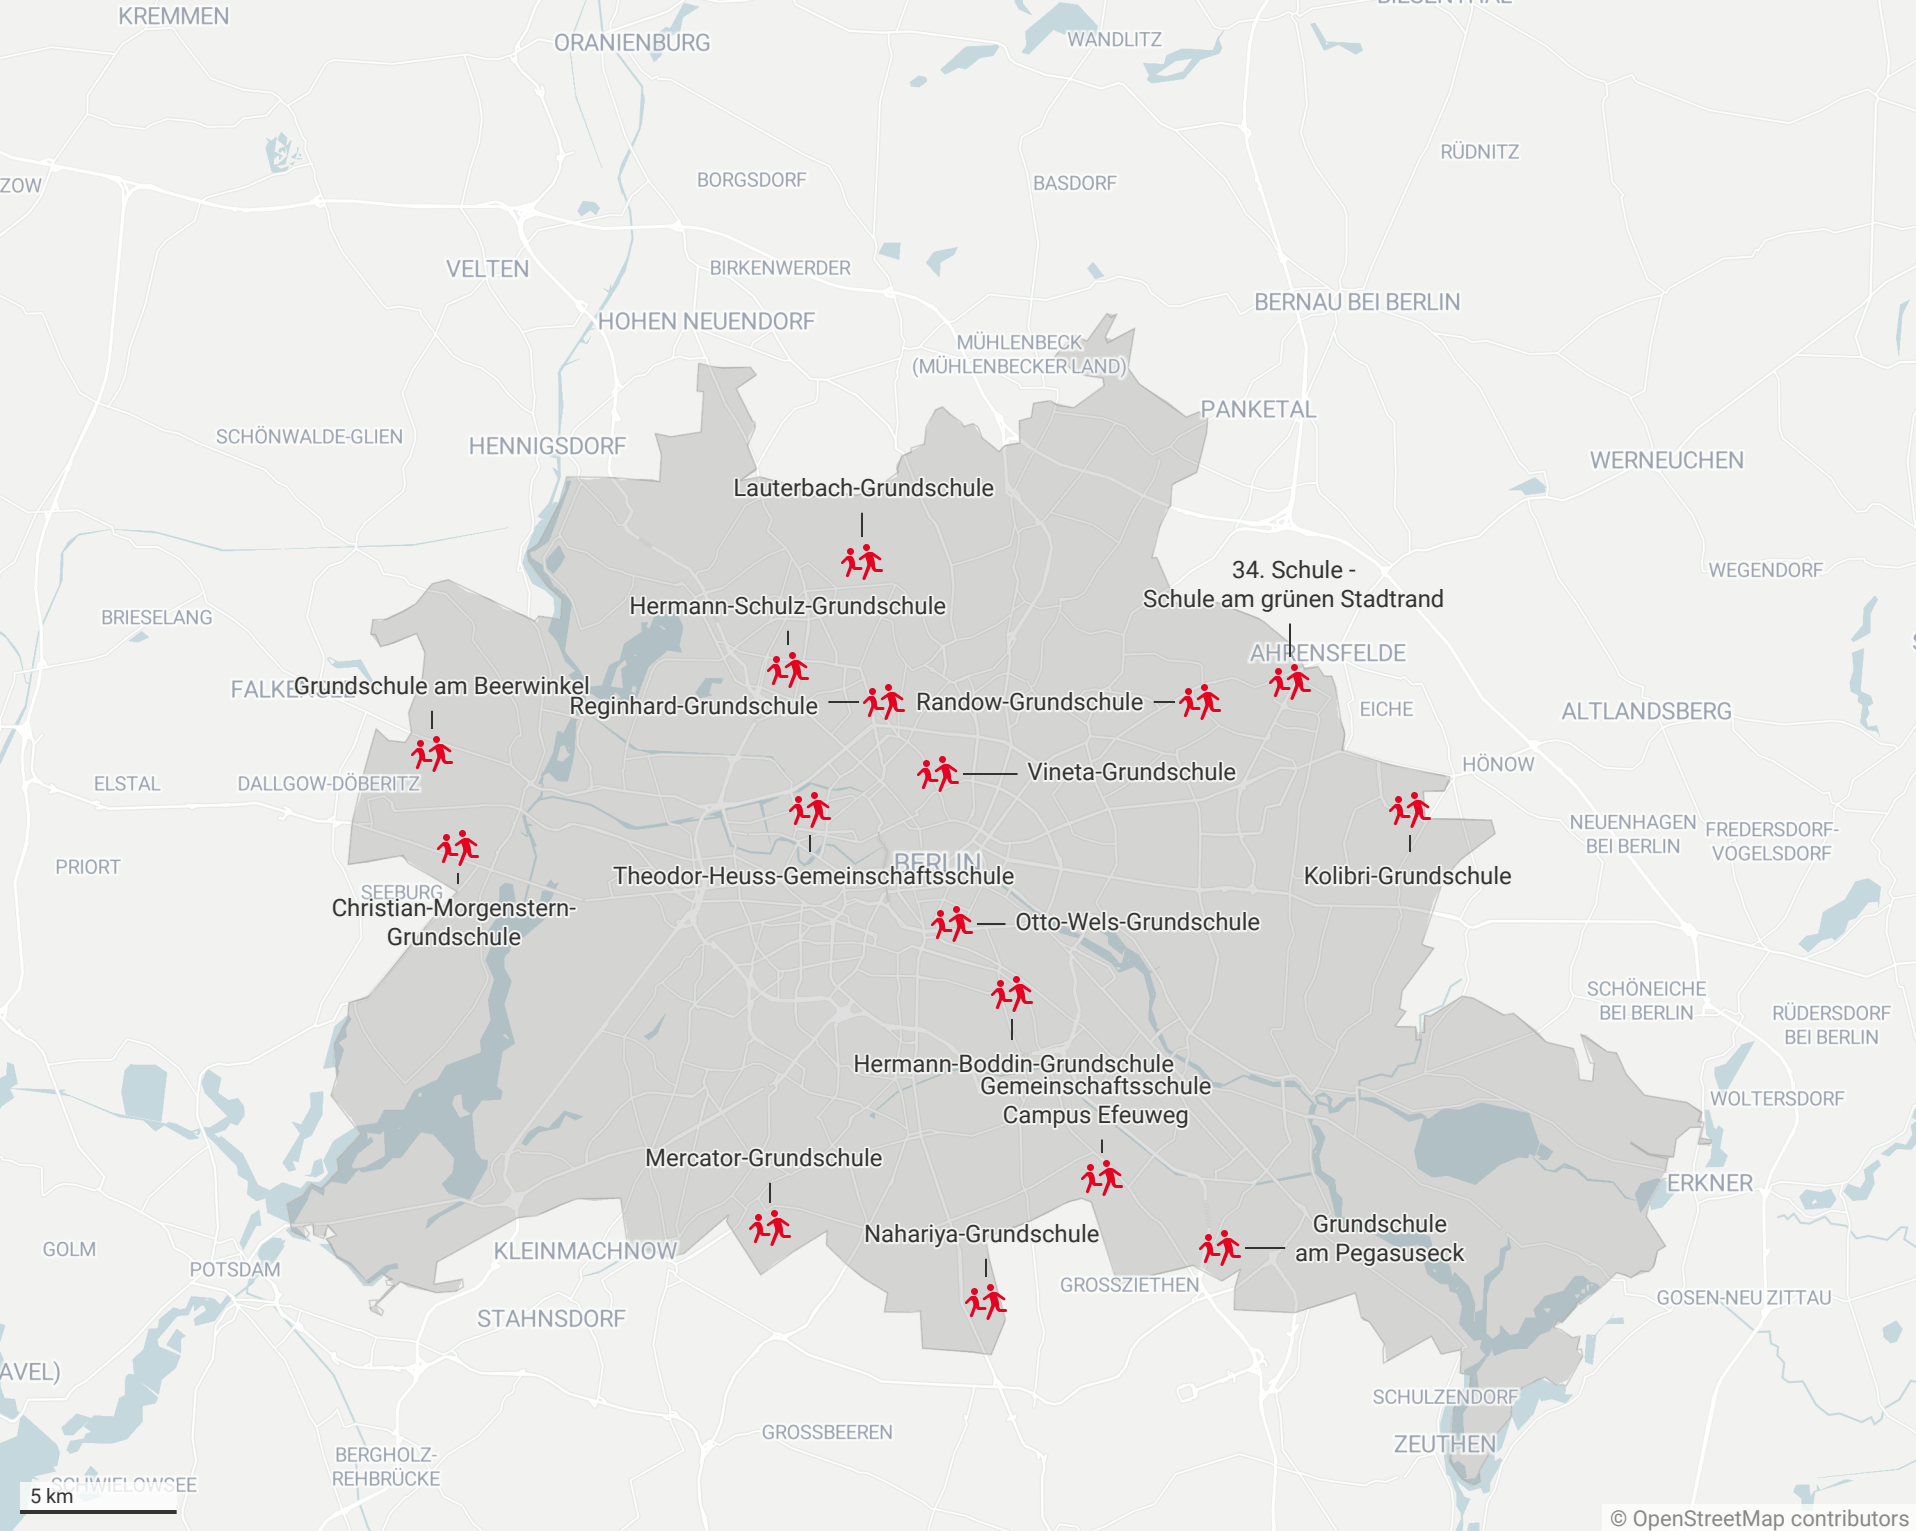 KREMMEN
ORANIENBURG
WANDLITZ
RÜDNITZ
ZOW
BORGSDORF
BASDORF
VELTEN
BIRKENWERDER
BERNAU BEI BERLIN
HOHEN NEUENDORF
MÜHLENBECK
(MÜHLENBECKER LAND)
PANKETAL
SCHÖNWALDE-GLIEN
HENNIGSDORF
WERNEUCHEN
Lauterbach-Grundschule
34. Schule -
Schule am grünen Stadtrand
WEGENDORF
Hermann-Schulz-Grundschule
BRIESELANG
AHRENSFELDE
Grundschule am Beerwinkel
Reginhard-Grundschule
Randow-Grundschule
EICHE
ALTLANDSBERG
HÖNOW
Vineta-Grundschule
ELSTAL
DALLGOW-DÖBERITZ
NEUENHAGEN
BEI BERLIN
FREDERSDORF-
VOGELSDORF
PRIORT
BERLIN
Theodor-Heuss-Gemeinschaftsschule
Kolibri-Grundschule
SEEBURG
Christian-Morgenstern-
Grundschule
Otto-Wels-Grundschule
SCHÖNEICHE
BEI BERLIN
RÜDERSDORF
BEI BERLIN
Hermann-Boddin-Grundschule
Gemeinschaftsschule
Campus Efeuweg
WOLTERSDORF
Mercator-Grundschule
ERKNER
Nahariya-Grundschule
Grundschule
am Pegasuseck
GOLM
KLEINMACHNOW
POTSDAM
GROSSZIETHEN
GOSEN-NEU ZITTAU
STAHNSDORF
AVEL)
SCHULZENDORF
GROSSBEEREN
ZEUTHEN
BERGHOLZ-
REHBRÜCKE
SCHWIELOWSEE
5 km
© OpenStreetMap contributors